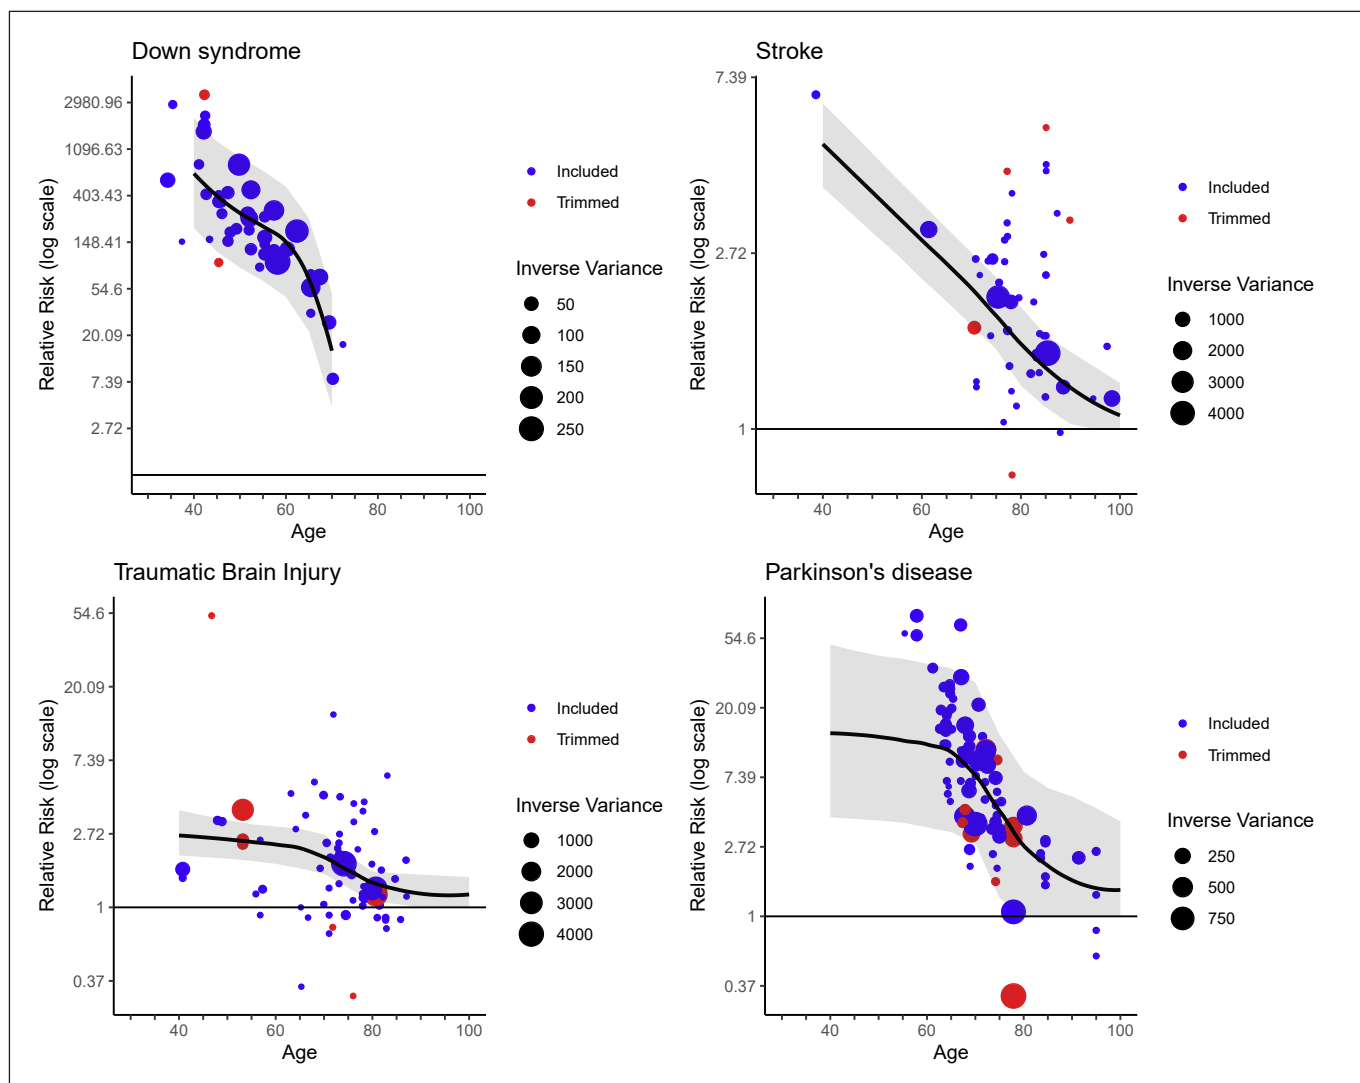 Down syndrome
2980.96
1096.63
403.43
148.41
54.6
20.09
7.39
2.72
Relative Risk (log scale)
40
60
80
100
Age
Included
Trimmed
Inverse Variance
50
100
150
200
250
Stroke
7.39
2.72
1
Relative Risk (log scale)
40
60
80
100
Age
Included
Trimmed
Inverse Variance
1000
2000
3000
4000
Traumatic Brain Injury
54.6
20.09
7.39
2.72
1
0.37
Relative Risk (log scale)
40
60
80
100
Age
Included
Trimmed
Inverse Variance
1000
2000
3000
4000
Parkinson's disease
54.6
20.09
7.39
2.72
1
0.37
Relative Risk (log scale)
40
60
80
100
Age
Included
Trimmed
Inverse Variance
250
500
750